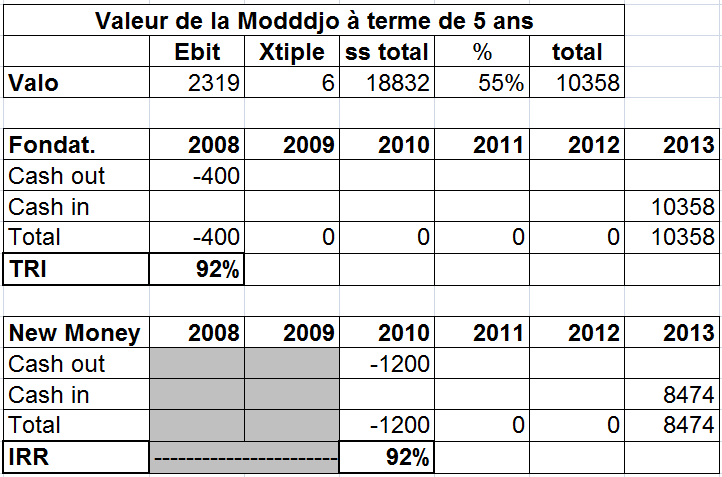 Valeur de la Modddjo à terme de 5 ans
Ebit Xtiple ss total % total
Valo 2319 6 18832 55% 10358
Fondat. 2008 2009 2010 2011 2012 2013
Cash out -400
Cash in 10358
Total -400 0 0 0 0 10358
TRI 92%
New Money 2008 2009 2010 2011 2012 2013
Cash out -1200
Cash in 8474
Total -1200 0 0 8474
IRR ----------------------- 92%